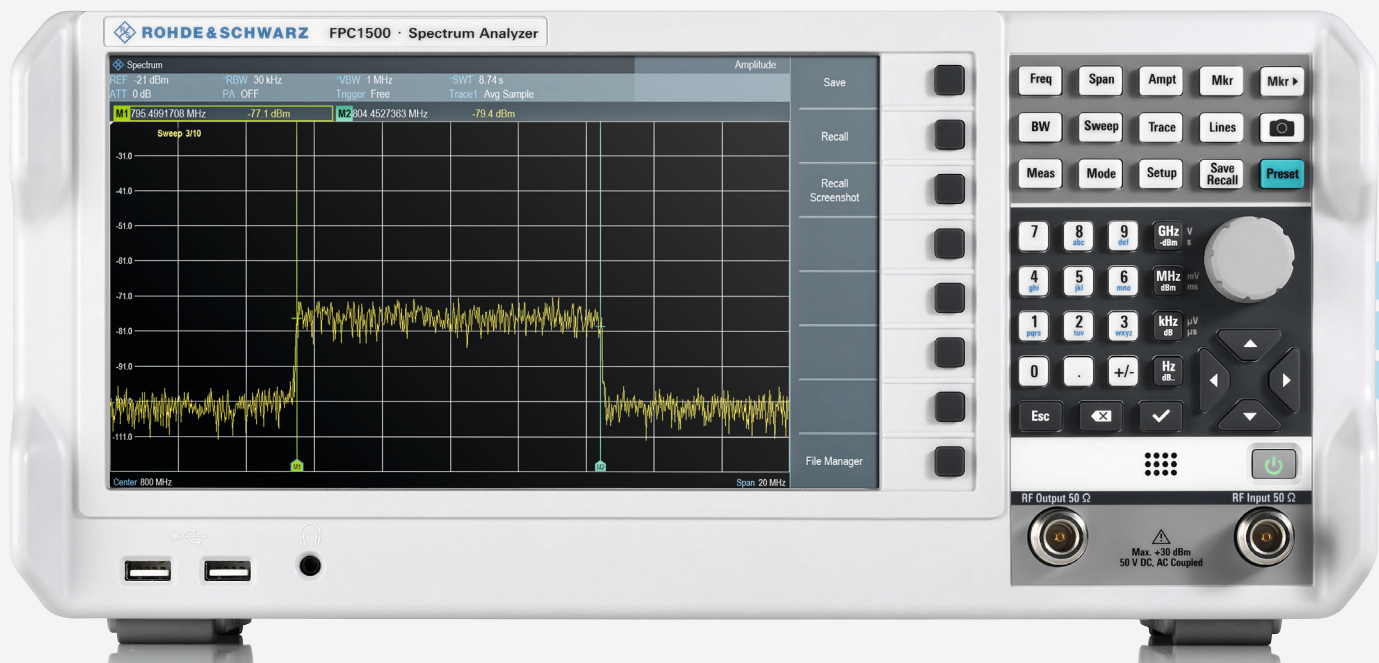 ROHDE&SCHWARZ FPC1500 · Spectrum Analyzer
Spectrum Amplitude
REF -21 dBm °RBW 30 kHz °VBW 1 MHz °SWT 8.74 s
ATT 0 dB PA OFF Trigger Free Trace1 Avg Sample
M1 795.4991708 MHz -77.1 dBm M2 804.4527363 MHz -79.4 dBm
Sweep 3/10
-31.0
-41.0
-51.0
-61.0
-71.0
-81.0
-91.0
-111.0
M1 M2
Center 800 MHz Span 20 MHz
Save
Recall
Recall
Screenshot
File Manager
Freq Span Ampt Mkr Mkr
BW Sweep Trace Lines
Meas Mode Setup Save Recall Preset
7 8 abc 9 def GHz -dBm V s
4 ghi 5 jkl 6 mno MHz dBm mV ms
1 pqrs 2 tuv 3 wxyz kHz dB µV µs
0 . +/- Hz dB..
Esc
RF Output 50 Ω RF Input 50 Ω
Max. +30 dBm
50 V DC, AC Coupled